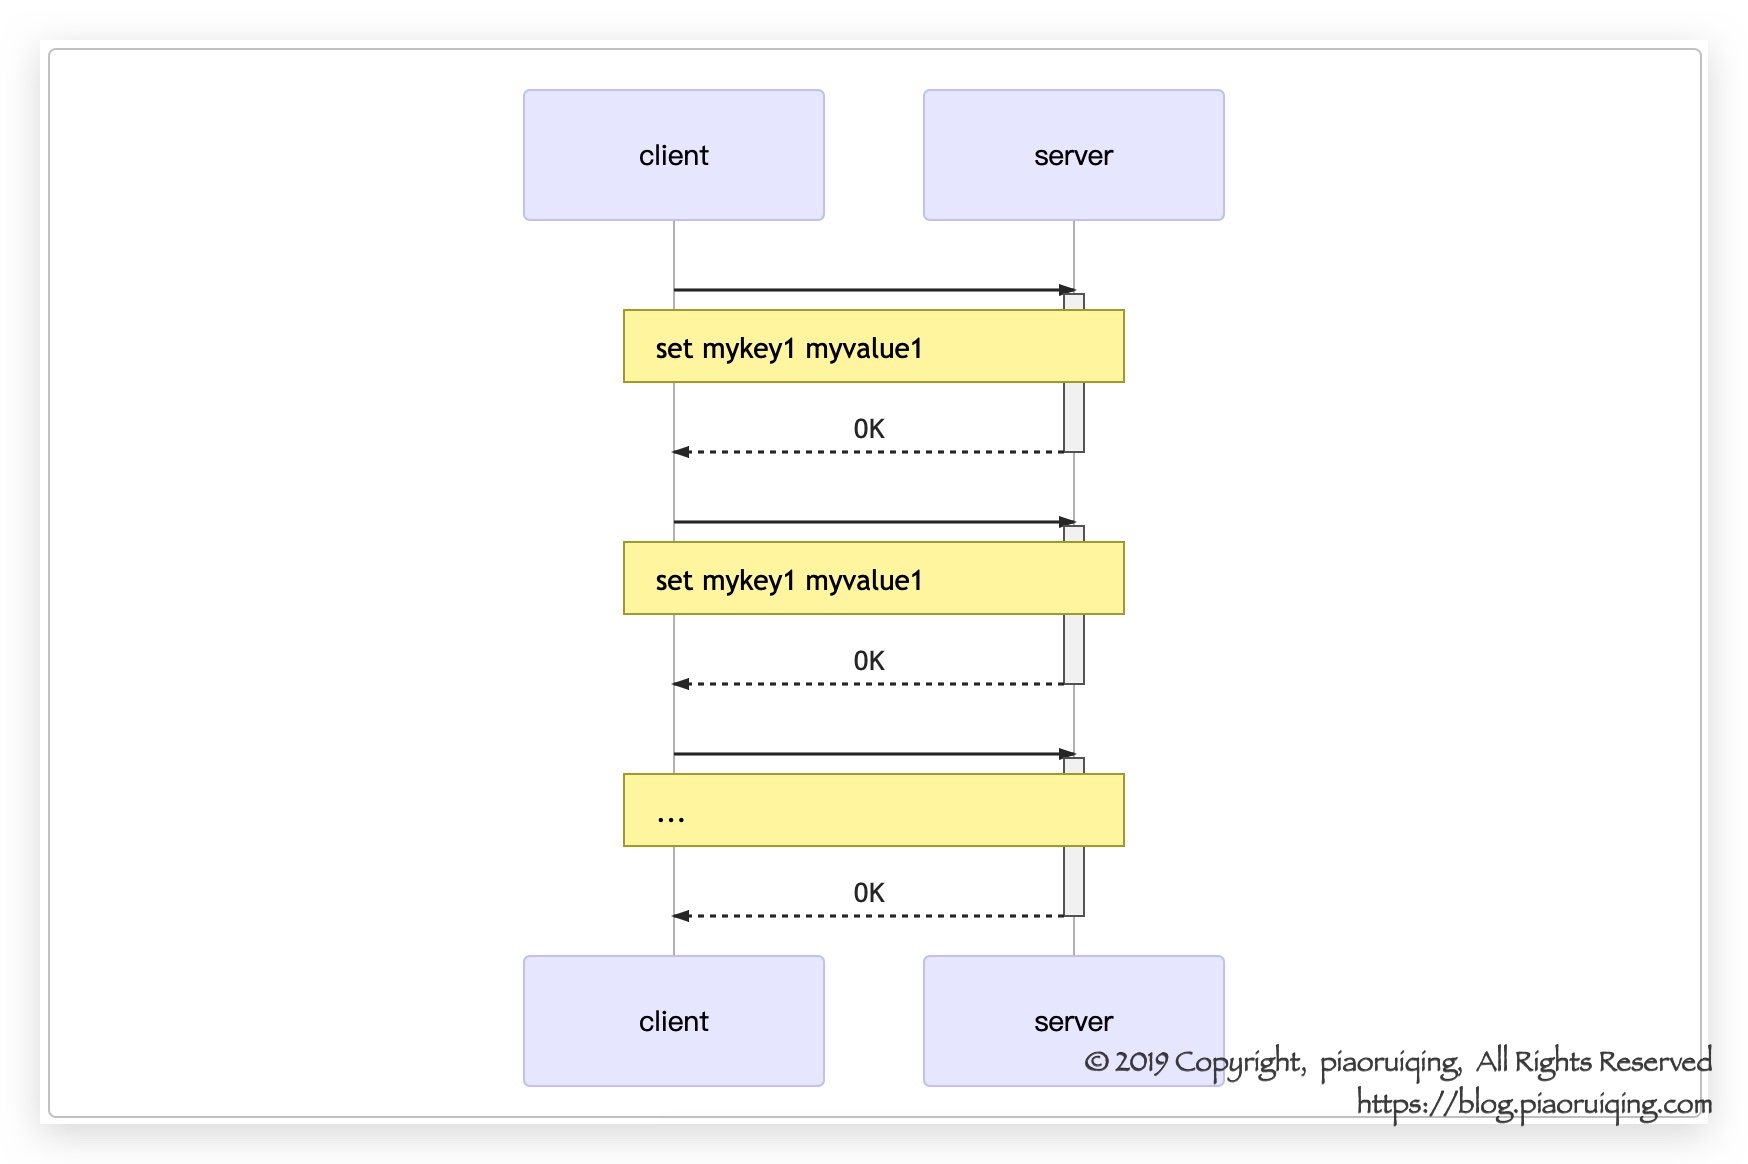 client
server
set mykey1 myvalue1
OK
set mykey1 myvalue1
OK
...
OK
client
server
© 2019 Copyright, piaoruiqing, All Rights Reserved
https://blog.piaoruiqing.com